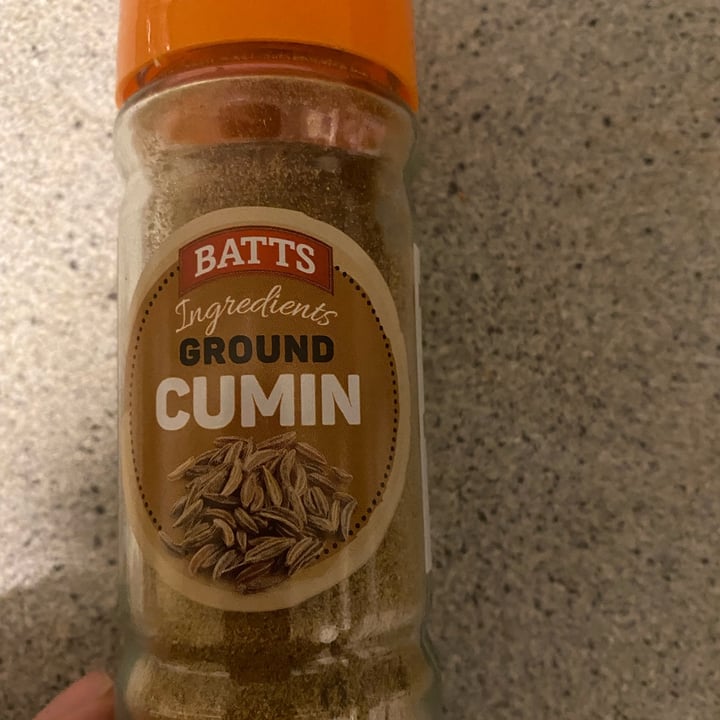 BATTS
Ingredients
GROUND
CUMIN